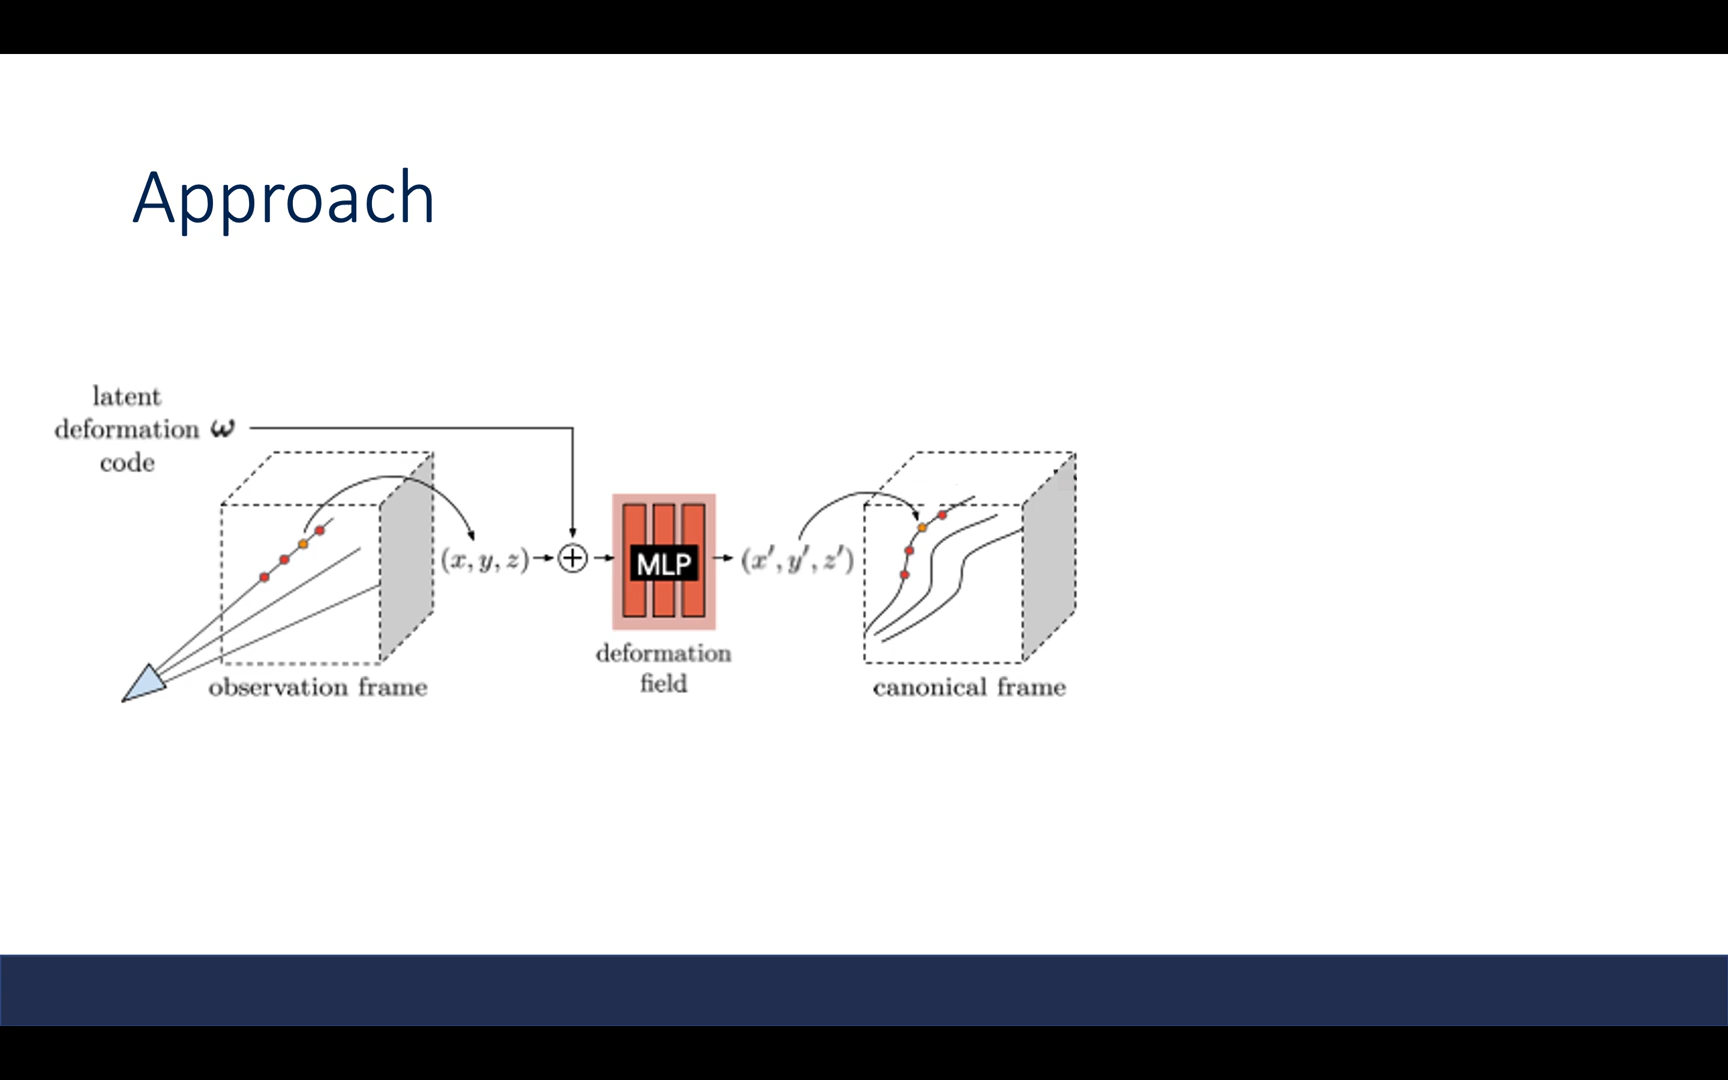 Approach
latent
deformation ω
code
(x, y, z)
MLP
(x′, y′, z′)
deformation
field
observation frame
canonical frame